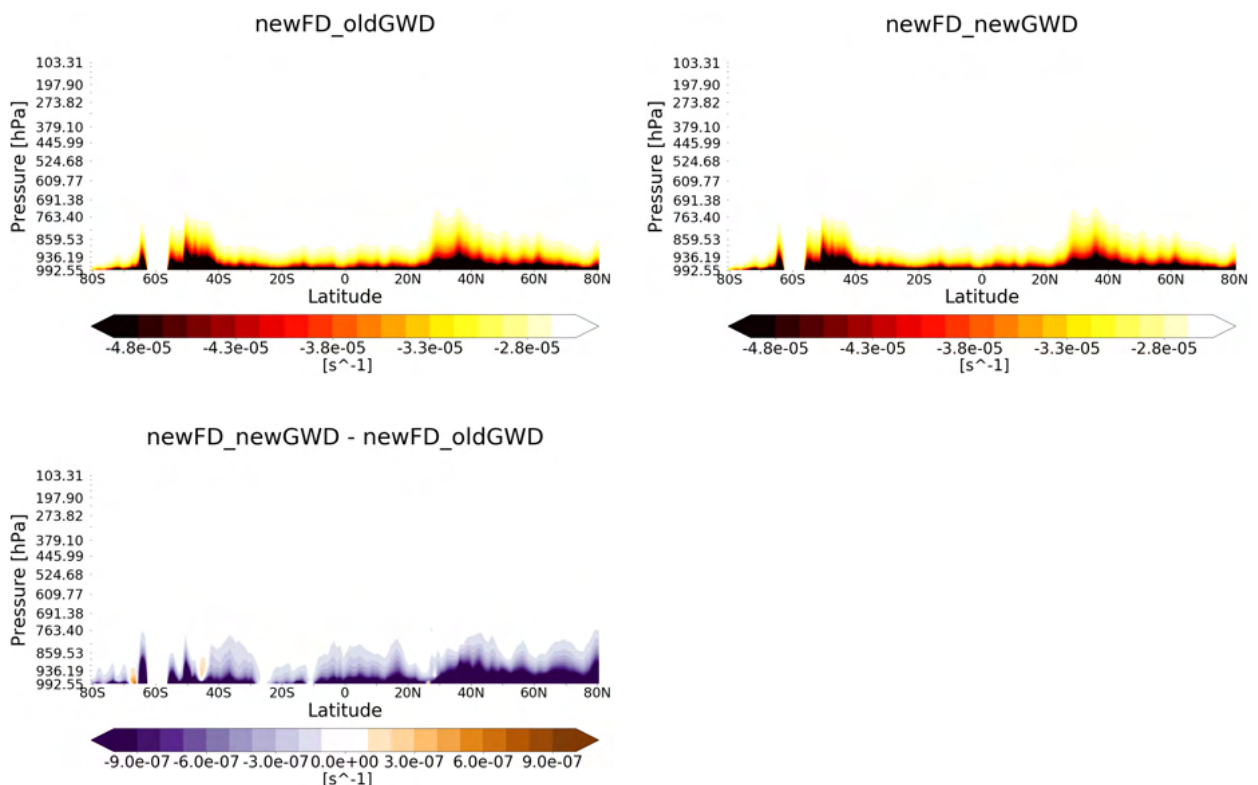 newFD_oldGWD
103.31
197.90
273.82
379.10
445.99
524.68
609.77
691.38
763.40
859.53
936.19
992.55
Pressure [hPa]
80S 60S 40S 20S 0 20N 40N 60N 80N
Latitude
-4.8e-05 -4.3e-05 -3.8e-05 -3.3e-05 -2.8e-05
[s^-1]
newFD_newGWD
103.31
197.90
273.82
379.10
445.99
524.68
609.77
691.38
763.40
859.53
936.19
992.55
Pressure [hPa]
80S 60S 40S 20S 0 20N 40N 60N 80N
Latitude
-4.8e-05 -4.3e-05 -3.8e-05 -3.3e-05 -2.8e-05
[s^-1]
newFD_newGWD - newFD_oldGWD
103.31
197.90
273.82
379.10
445.99
524.68
609.77
691.38
763.40
859.53
936.19
992.55
Pressure [hPa]
80S 60S 40S 20S 0 20N 40N 60N 80N
Latitude
-9.0e-07 -6.0e-07 -3.0e-07 0.0e+00 3.0e-07 6.0e-07 9.0e-07
[s^-1]